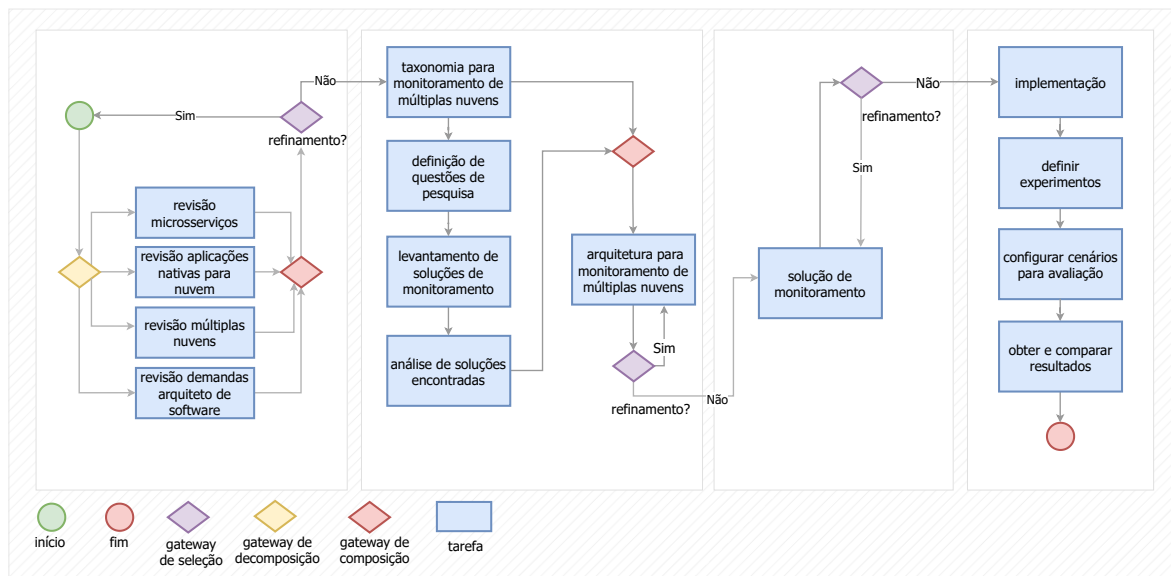 Sim
refinamento?
Não
revisão
microsserviços
revisão aplicações
nativas para
nuvem
revisão múltiplas
nuvens
revisão demandas
arquiteto de
software
taxonomia para
monitoramento de
múltiplas nuvens
definição de
questões de
pesquisa
levantamento de
soluções de
monitoramento
análise de soluções
encontradas
arquitetura para
monitoramento de
múltiplas nuvens
Sim
refinamento?
Não
solução de
monitoramento
Sim
refinamento?
Não
implementação
definir
experimentos
configurar cenários
para avaliação
obter e comparar
resultados
início
fim
gateway
de seleção
gateway de
decomposição
gateway de
composição
tarefa